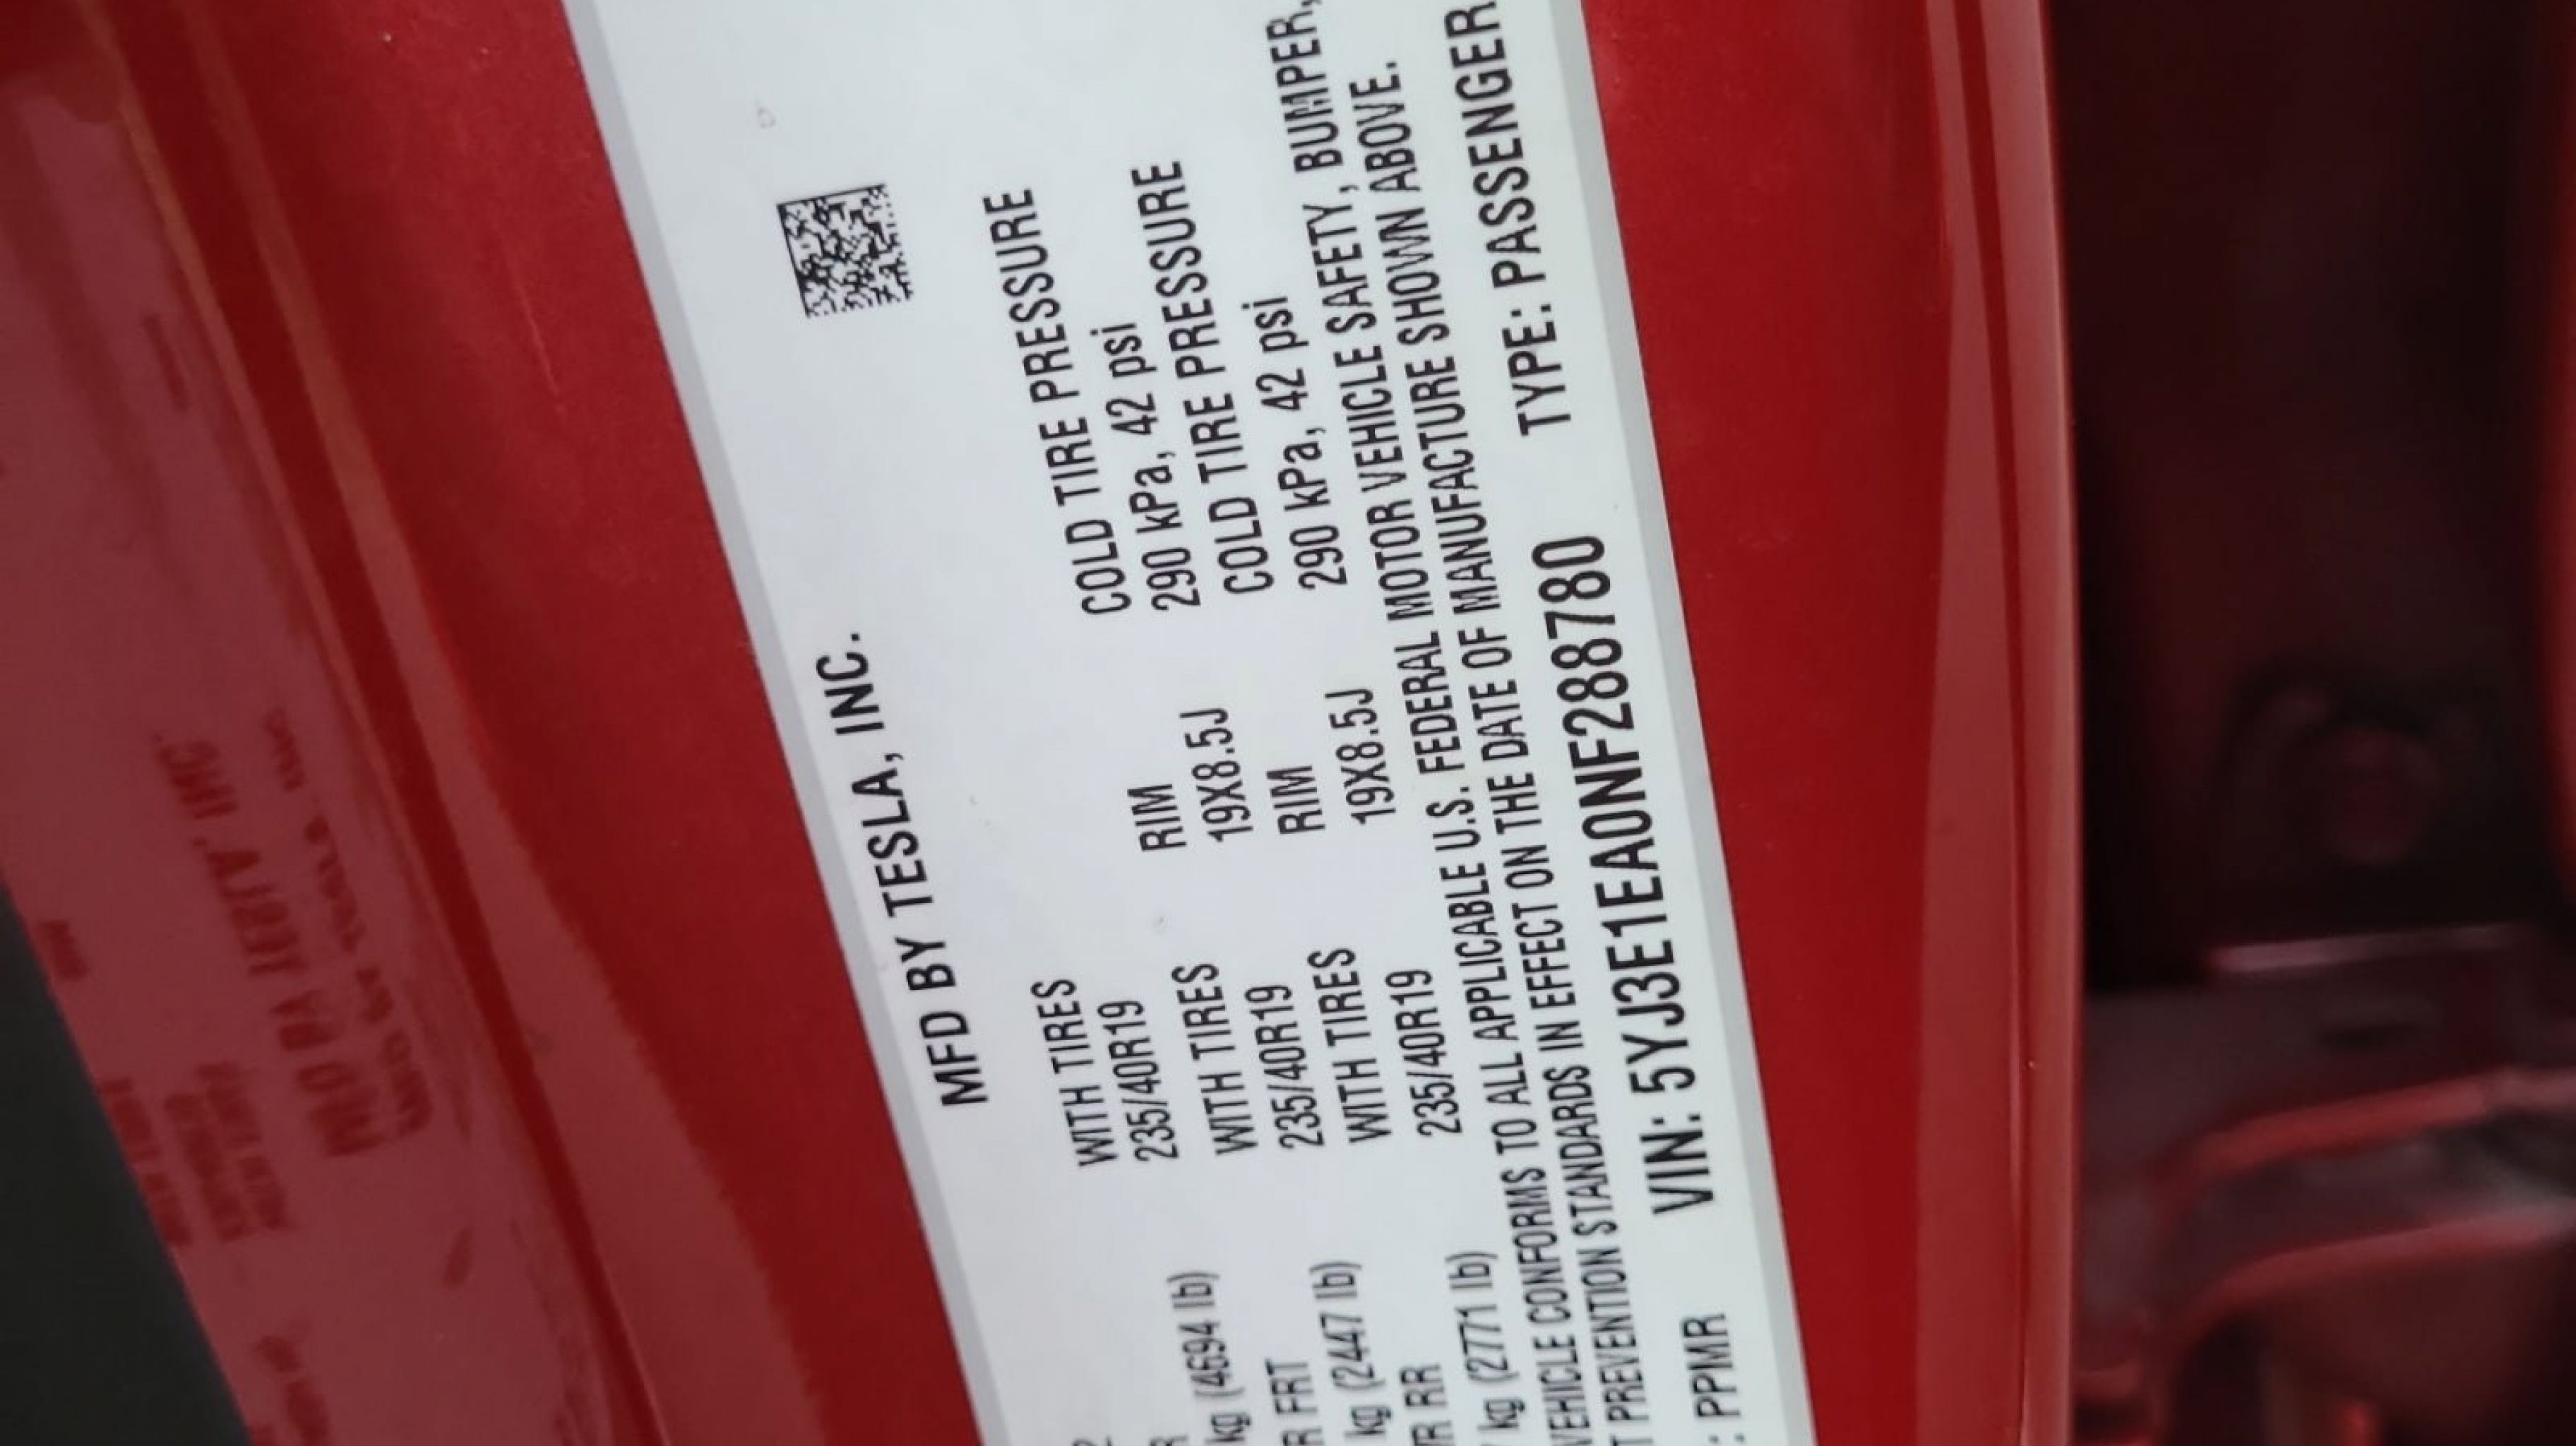 MFD BY TESLA, INC.
WITH TIRES RIM COLD TIRE PRESSURE
kg (4694 lb) 235/40R19 19X8.5J 290 kPa, 42 psi
R FRT WITH TIRES RIM COLD TIRE PRESSURE
kg (2447 lb) 235/40R19 19X8.5J 290 kPa, 42 psi
RR WITH TIRES
kg (2771 lb) 235/40R19
VEHICLE CONFORMS TO ALL APPLICABLE U.S. FEDERAL MOTOR VEHICLE SAFETY, BUMPER,
T PREVENTION STANDARDS IN EFFECT ON THE DATE OF MANUFACTURE SHOWN ABOVE.
: PPMR VIN: 5YJ3E1EA0NF288780 TYPE: PASSENGER